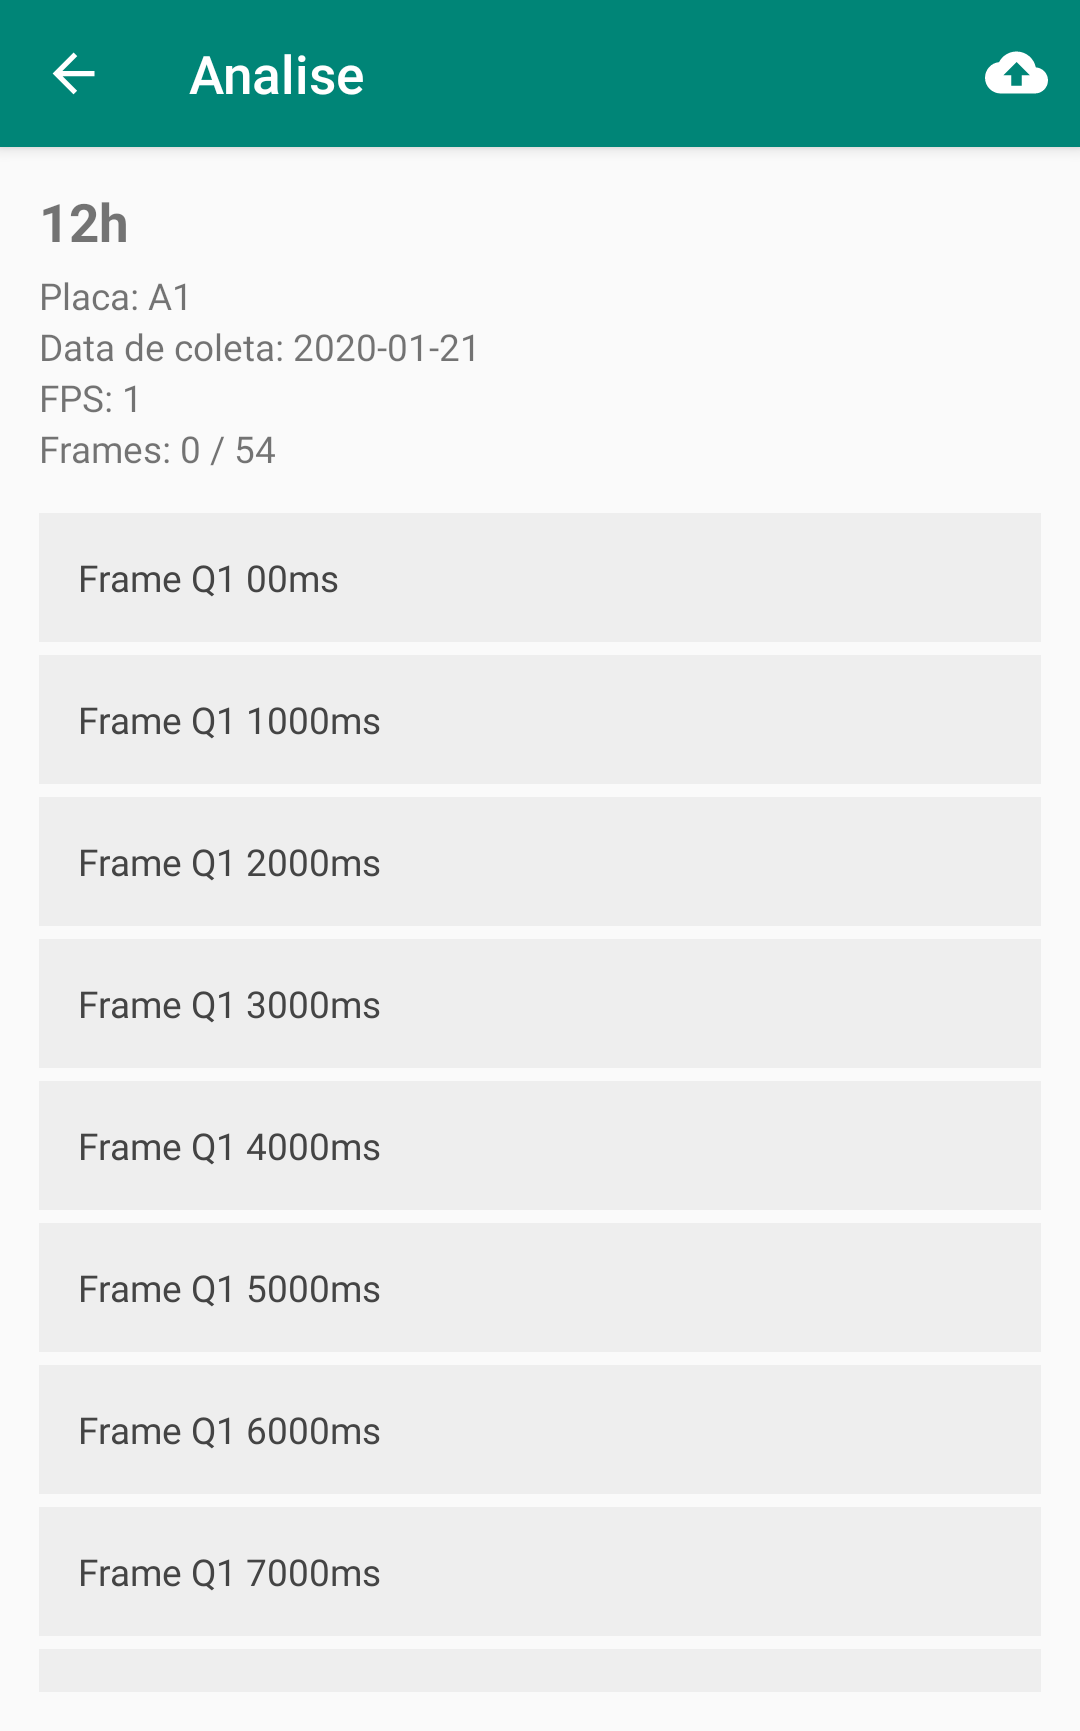 Analise
12h
Placa: A1
Data de coleta: 2020-01-21
FPS: 1
Frames: 0 / 54
Frame Q1 00ms
Frame Q1 1000ms
Frame Q1 2000ms
Frame Q1 3000ms
Frame Q1 4000ms
Frame Q1 5000ms
Frame Q1 6000ms
Frame Q1 7000ms